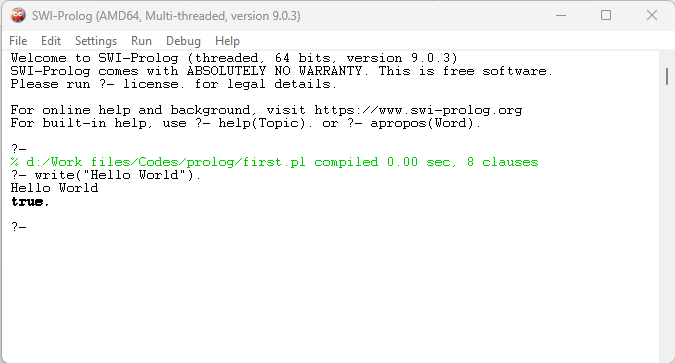 SWI-Prolog (AMD64, Multi-threaded, version 9.0.3)
File Edit Settings Run Debug Help
Welcome to SWI-Prolog (threaded, 64 bits, version 9.0.3)
SWI-Prolog comes with ABSOLUTELY NO WARRANTY. This is free software.
Please run ?- license. for legal details.
For online help and background, visit https://www.swi-prolog.org
For built-in help, use ?- help(Topic). or ?- apropos(Word).
?-
% d:/Work files/Codes/prolog/first.pl compiled 0.00 sec, 8 clauses
?- write("Hello World").
Hello World
true.
?-